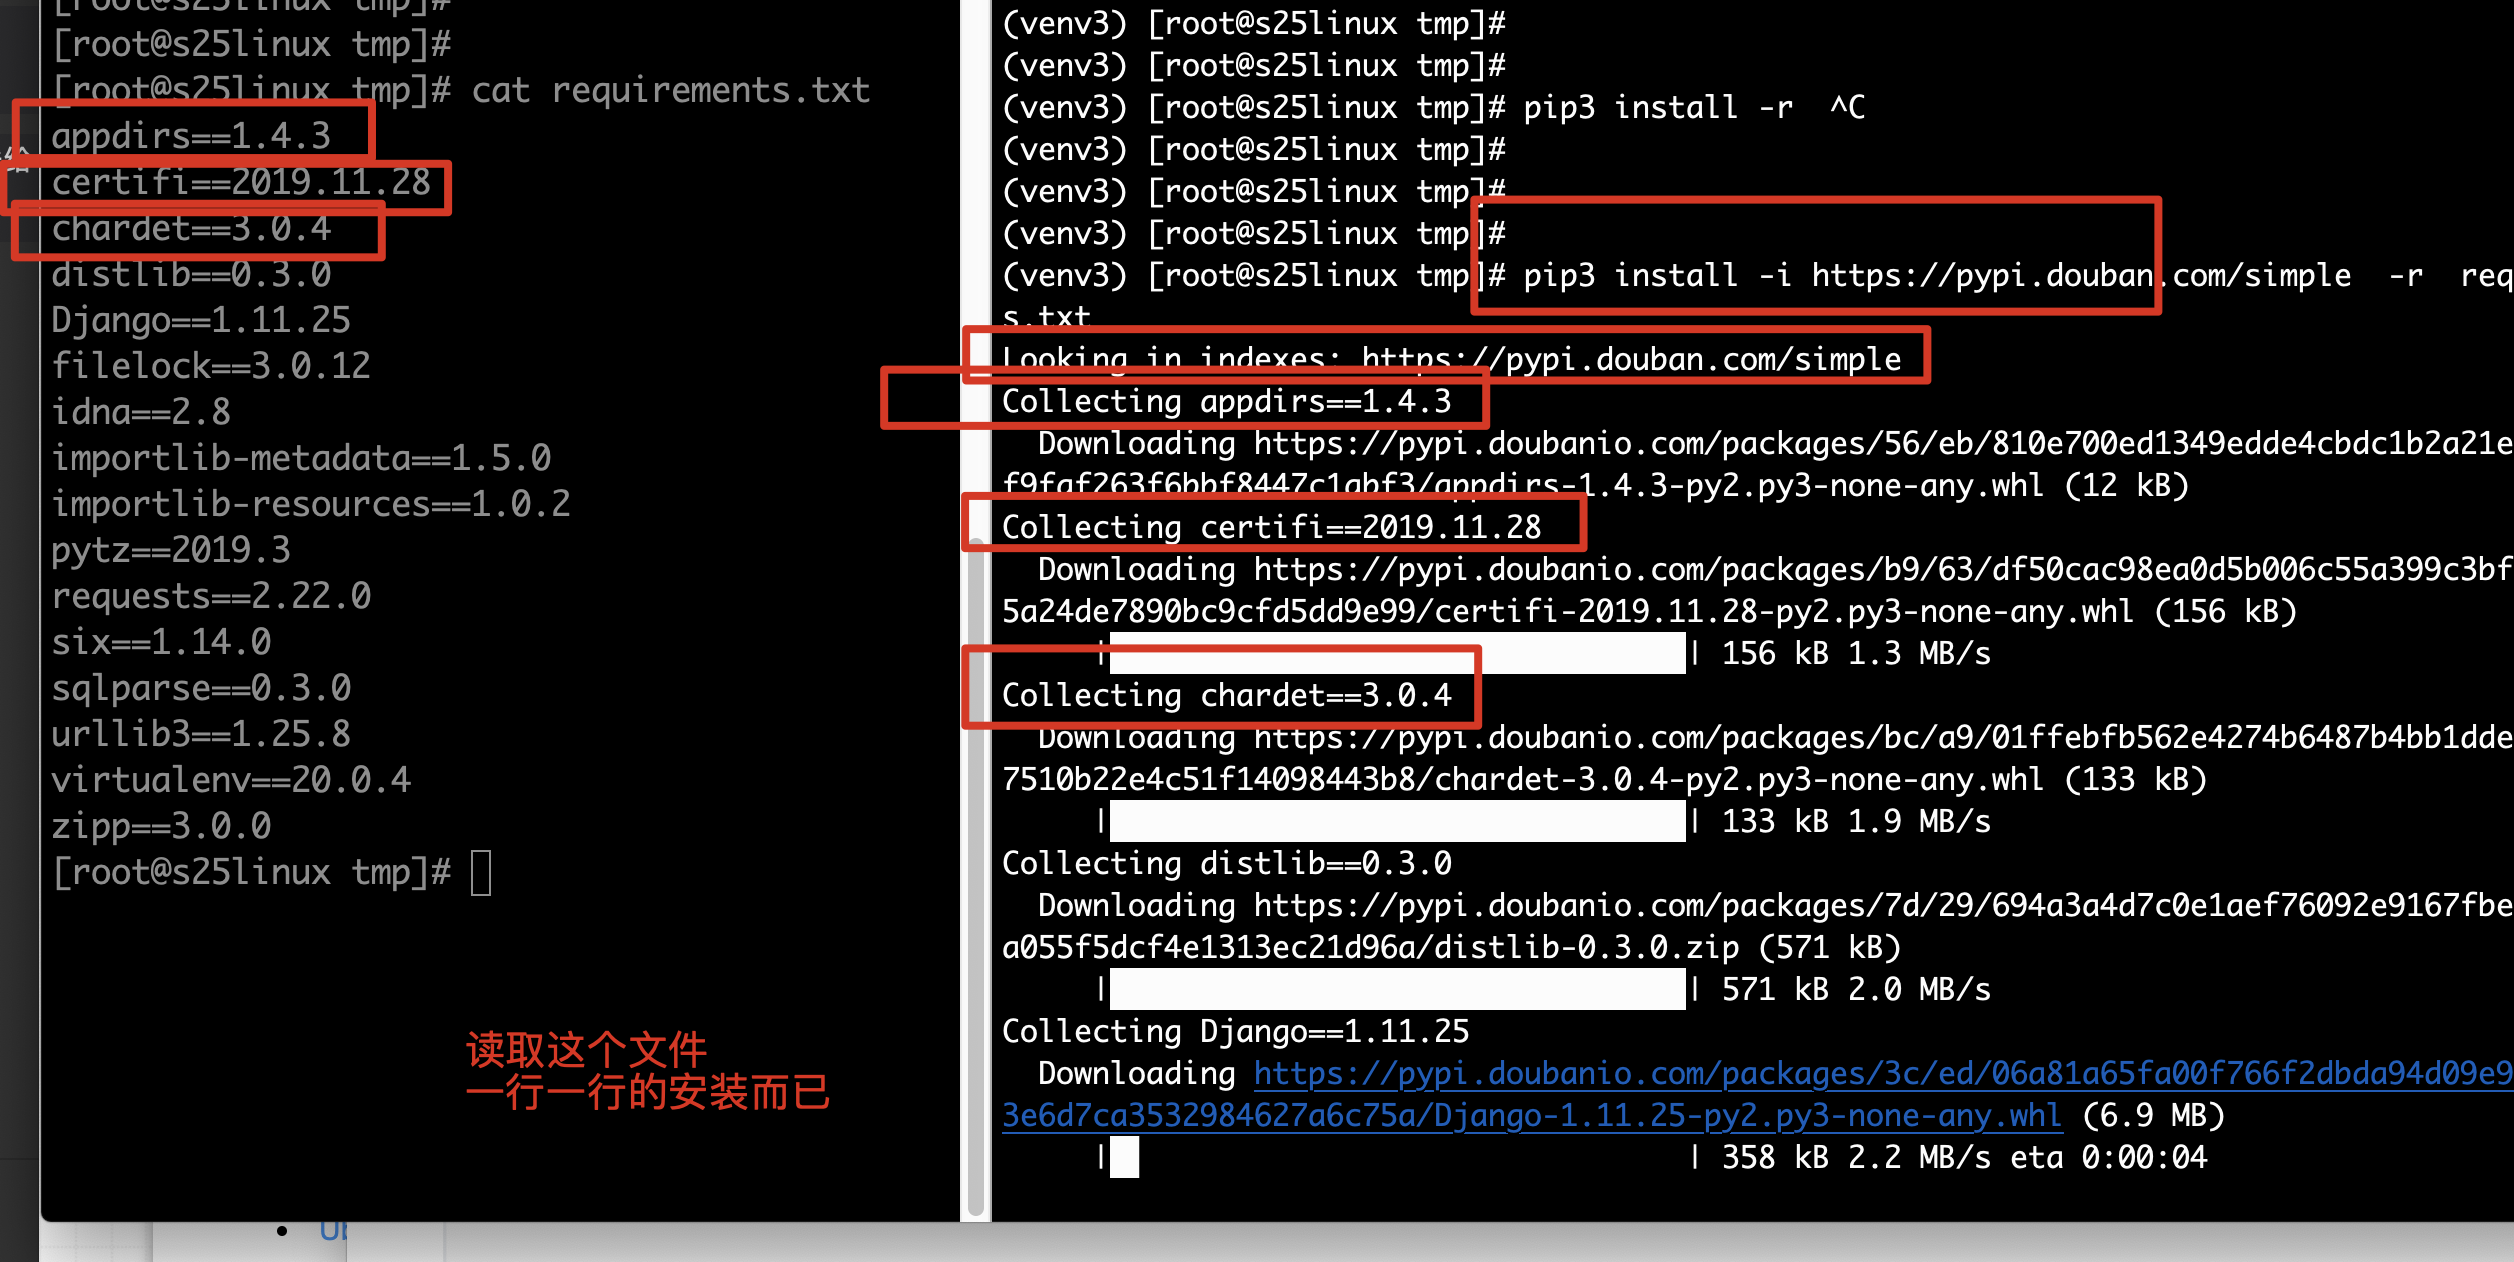 [root@s25linux tmp]#
[root@s25linux tmp]#
[root@s25linux tmp]# cat requirements.txt
appdirs==1.4.3
certifi==2019.11.28
chardet==3.0.4
distlib==0.3.0
Django==1.11.25
filelock==3.0.12
idna==2.8
importlib-metadata==1.5.0
importlib-resources==1.0.2
pytz==2019.3
requests==2.22.0
six==1.14.0
sqlparse==0.3.0
urllib3==1.25.8
virtualenv==20.0.4
zipp==3.0.0
[root@s25linux tmp]#
读取这个文件
一行一行的安装而已
(venv3) [root@s25linux tmp]#
(venv3) [root@s25linux tmp]#
(venv3) [root@s25linux tmp]# pip3 install -r ^C
(venv3) [root@s25linux tmp]#
(venv3) [root@s25linux tmp]#
(venv3) [root@s25linux tmp]#
(venv3) [root@s25linux tmp]# pip3 install -i https://pypi.douban.com/simple -r req
s.txt
Looking in indexes: https://pypi.douban.com/simple
Collecting appdirs==1.4.3
Downloading https://pypi.doubanio.com/packages/56/eb/810e700ed1349edde4cbdc1b2a21e
f9faf263f6bbf8447c1abf3/appdirs-1.4.3-py2.py3-none-any.whl (12 kB)
Collecting certifi==2019.11.28
Downloading https://pypi.doubanio.com/packages/b9/63/df50cac98ea0d5b006c55a399c3bf
5a24de7890bc9cfd5dd9e99/certifi-2019.11.28-py2.py3-none-any.whl (156 kB)
| | 156 kB 1.3 MB/s
Collecting chardet==3.0.4
Downloading https://pypi.doubanio.com/packages/bc/a9/01ffebfb562e4274b6487b4bb1dde
7510b22e4c51f14098443b8/chardet-3.0.4-py2.py3-none-any.whl (133 kB)
| | 133 kB 1.9 MB/s
Collecting distlib==0.3.0
Downloading https://pypi.doubanio.com/packages/7d/29/694a3a4d7c0e1aef76092e9167fbe
a055f5dcf4e1313ec21d96a/distlib-0.3.0.zip (571 kB)
| | 571 kB 2.0 MB/s
Collecting Django==1.11.25
Downloading https://pypi.doubanio.com/packages/3c/ed/06a81a65fa00f766f2dbda94d09e9
3e6d7ca3532984627a6c75a/Django-1.11.25-py2.py3-none-any.whl (6.9 MB)
| | 358 kB 2.2 MB/s eta 0:00:04